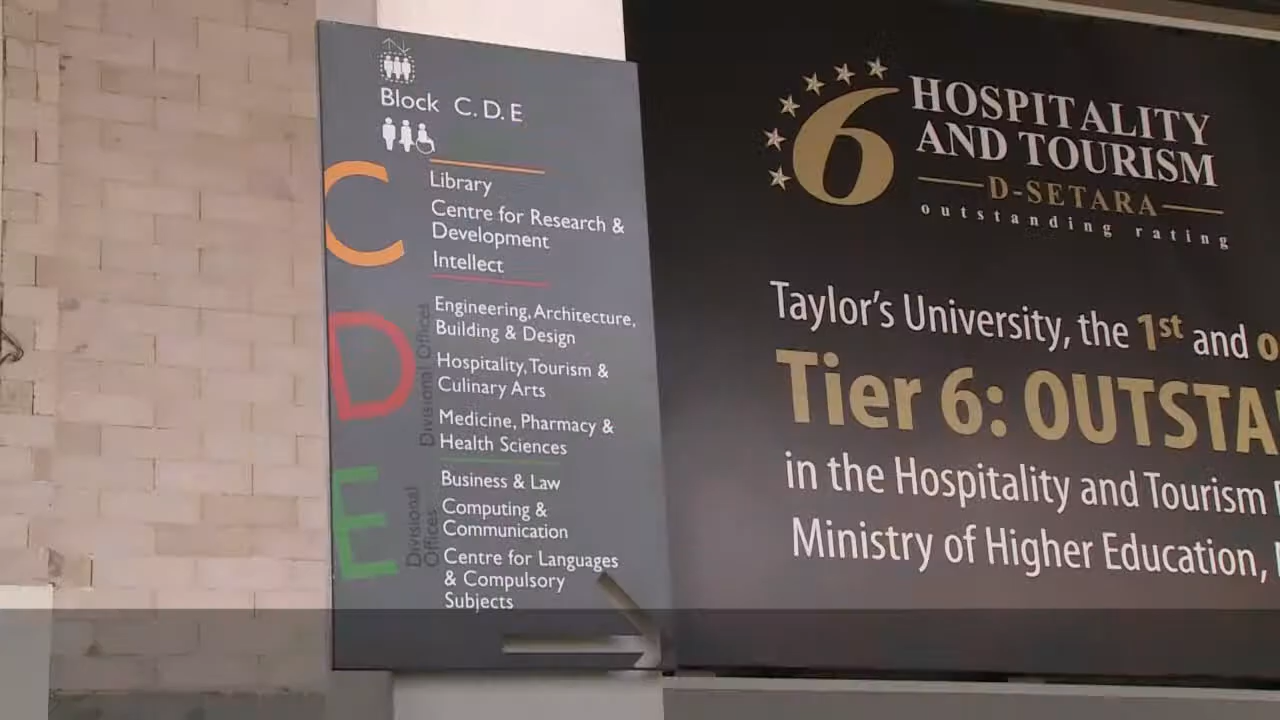 Block C. D. E
C
Library
Centre for Research &
Development
Intellect
D
Divisional Offices
Engineering, Architecture,
Building & Design
Hospitality, Tourism &
Culinary Arts
Medicine, Pharmacy &
Health Sciences
E
Divisional
Offices
Business & Law
Computing &
Communication
Centre for Languages
& Compulsory
Subjects
6
HOSPITALITY
AND TOURISM
D-SETARA
outstanding rating
Taylor's University, the 1st and
Tier 6:
in the Hospitality and Tourism
Ministry of Higher Education,